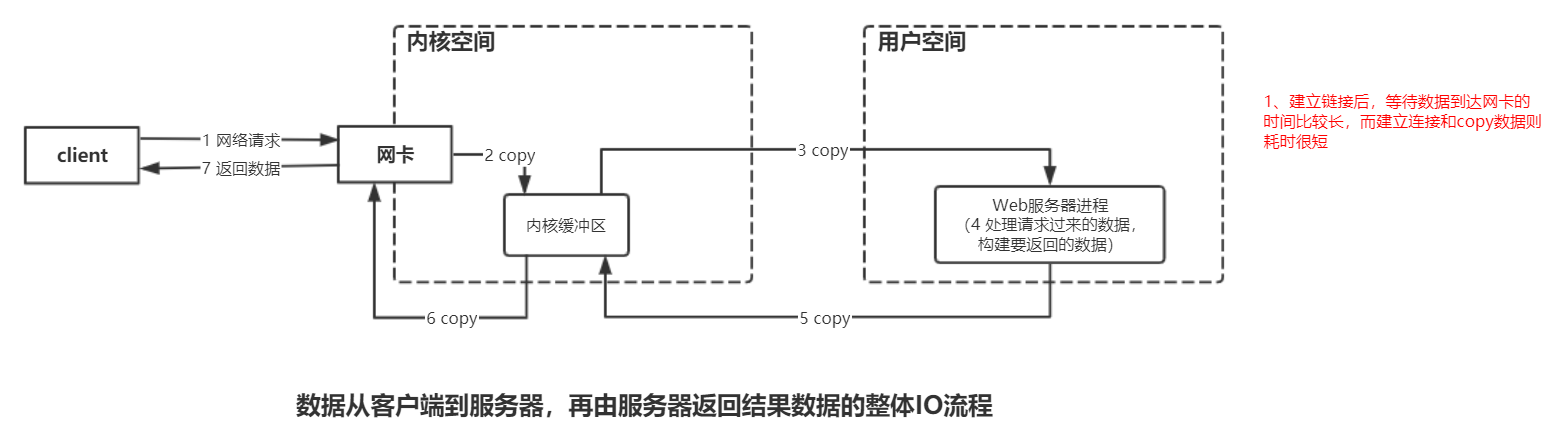 内核空间
用户空间
1、建立链接后，等待数据到达网卡的
时间比较长，而建立连接和copy数据则
耗时很短
client
1 网络请求
7 返回数据
网卡
2 copy
3 copy
内核缓冲区
Web服务器进程
（4 处理请求过来的数据，
构建要返回的数据）
6 copy
5 copy
数据从客户端到服务器，再由服务器返回结果数据的整体IO流程